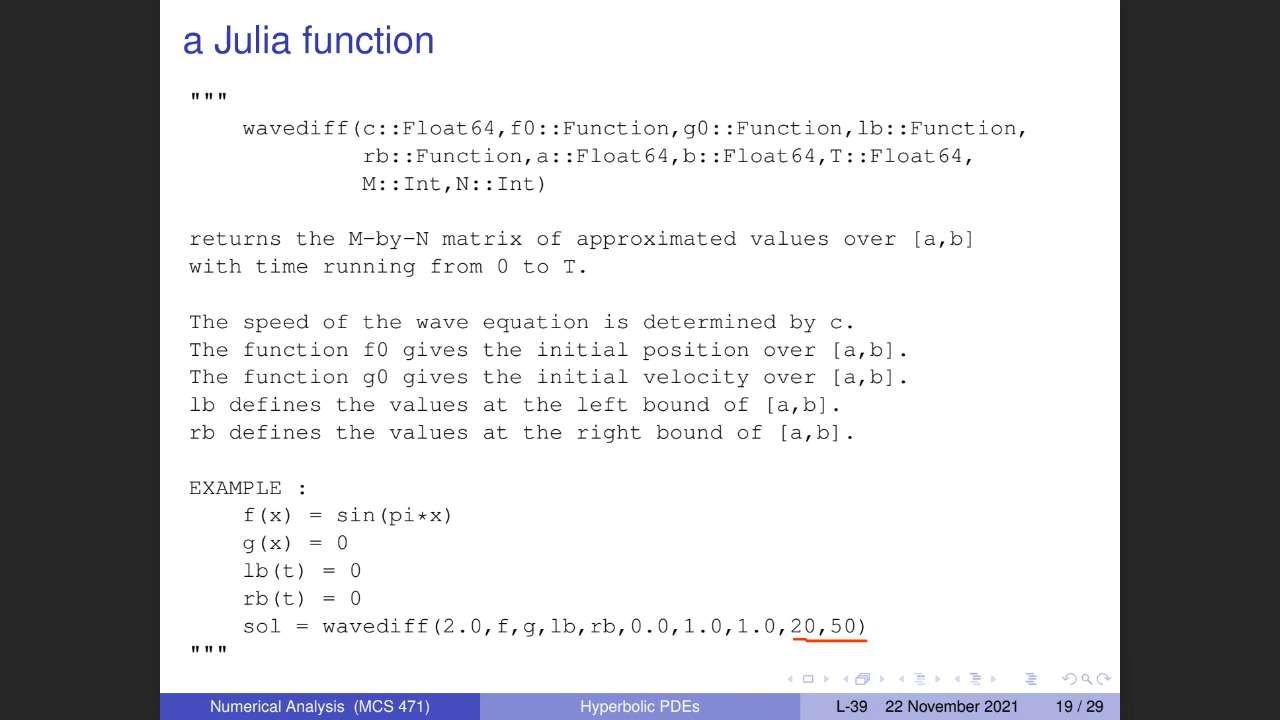 a Julia function
"""
wavediff(c::Float64,f0::Function,g0::Function,lb::Function,
rb::Function,a::Float64,b::Float64,T::Float64,
M::Int,N::Int)
returns the M-by-N matrix of approximated values over [a,b]
with time running from 0 to T.
The speed of the wave equation is determined by c.
The function f0 gives the initial position over [a,b].
The function g0 gives the initial velocity over [a,b].
lb defines the values at the left bound of [a,b].
rb defines the values at the right bound of [a,b].
EXAMPLE :
f(x) = sin(pi*x)
g(x) = 0
lb(t) = 0
rb(t) = 0
sol = wavediff(2.0,f,g,lb,rb,0.0,1.0,1.0,20,50)
"""
Numerical Analysis (MCS 471) Hyperbolic PDEs L-39 22 November 2021 19 / 29